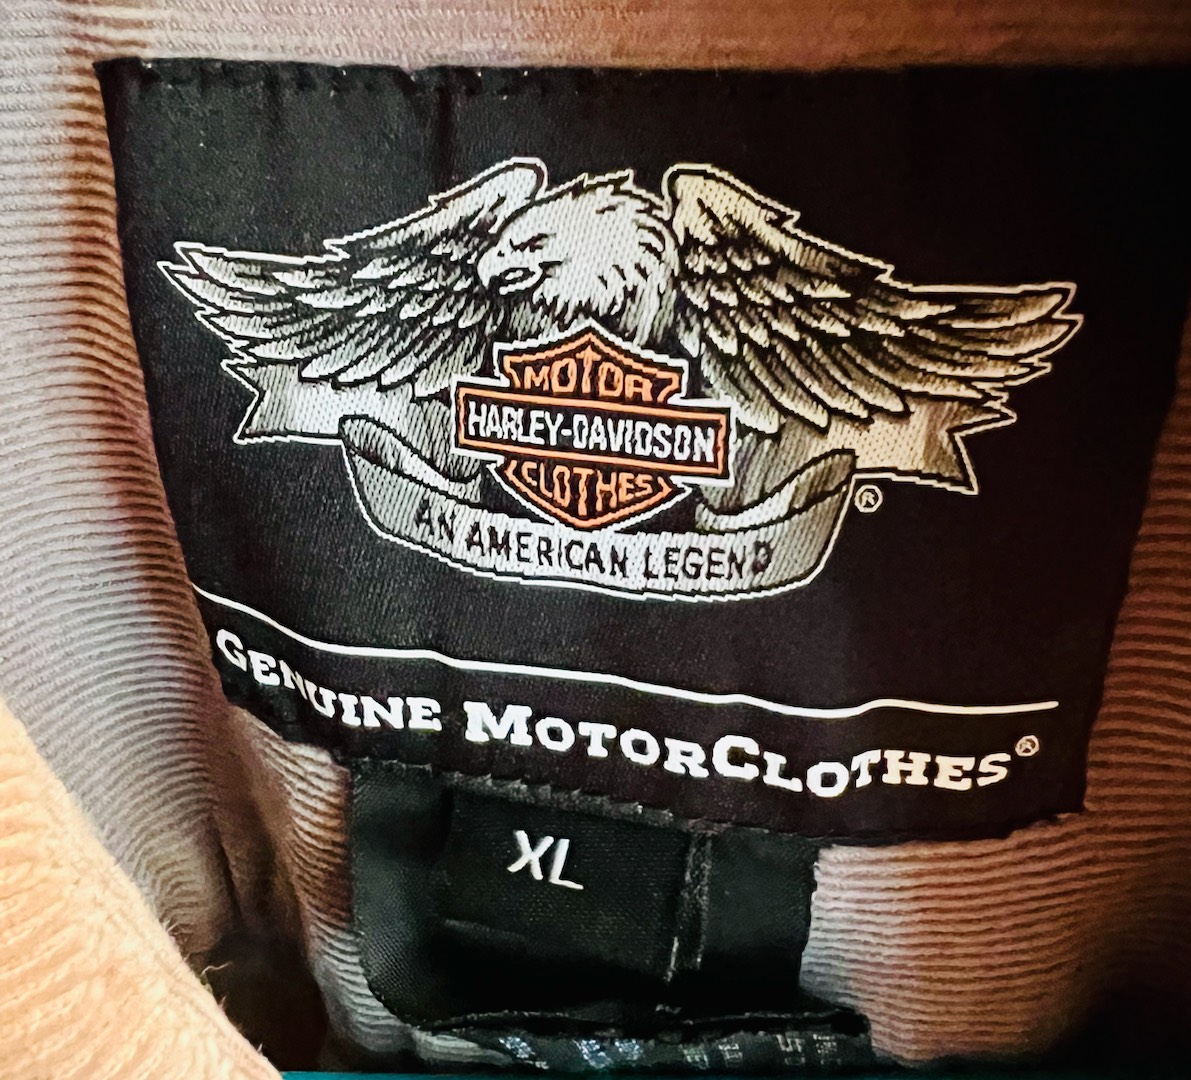 MOTOR
HARLEY-DAVIDSON
CLOTHES
AN AMERICAN LEGEND
®
GENUINE MOTORCLOTHES®
XL